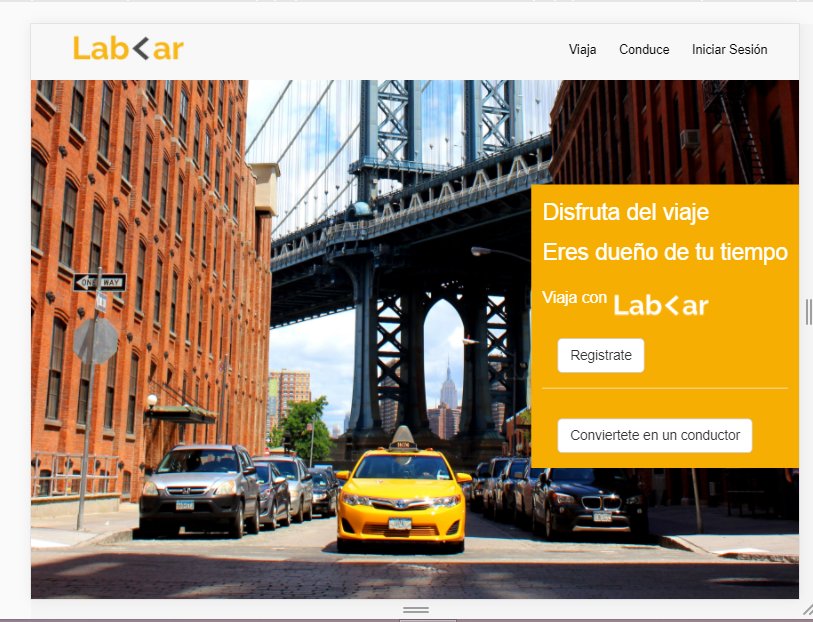 Lab<ar
Viaja
Conduce
Iniciar Sesión
ONE WAY
Disfruta del viaje
Eres dueño de tu tiempo
Viaja con Lab<ar
Registrate
Conviertete en un conductor